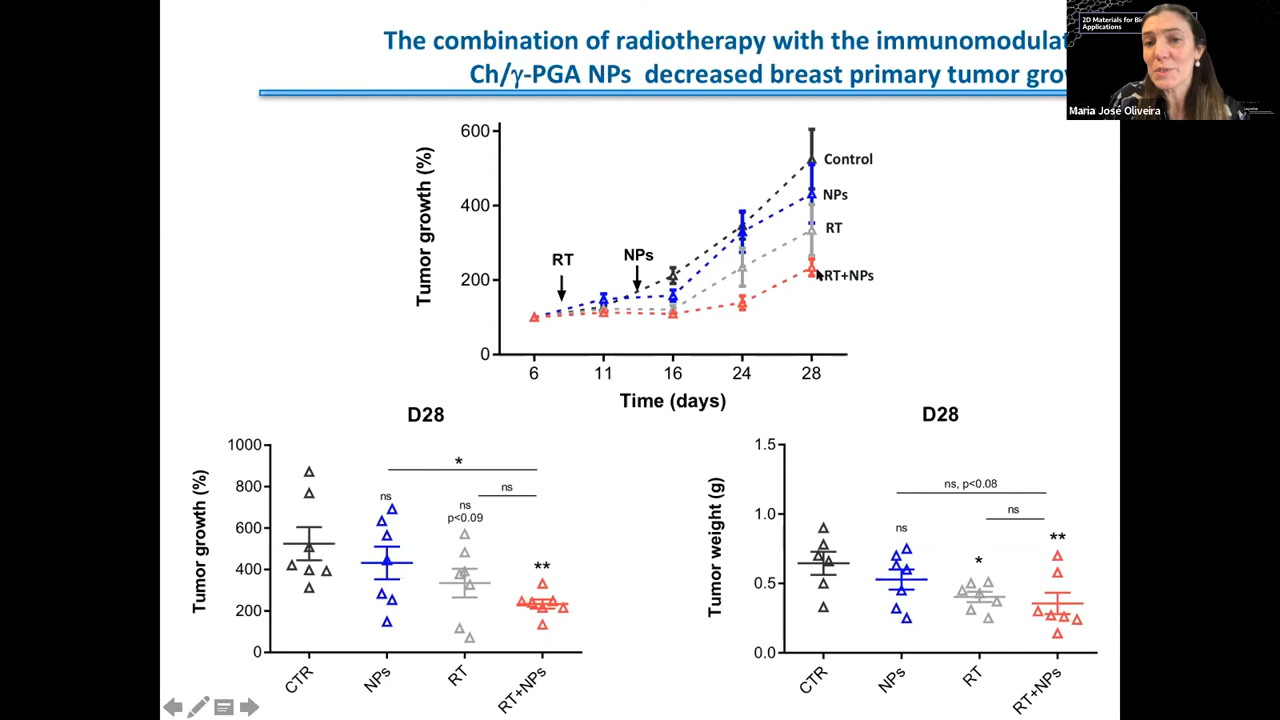 The combination of radiotherapy with the immunomodulat
Ch/γ-PGA NPs decreased breast primary tumor gro
2D Materials for Bi
Applications
Maria José Oliveira
Tumor growth (%)
600
400
200
0
RT
NPs
Control
NPs
RT
RT+NPs
6 11 16 24 28
Time (days)
D28
Tumor growth (%)
1000
800
600
400
200
0
*
ns
ns
ns
p<0.09
**
CTR NPs RT RT+NPs
D28
Tumor weight (g)
1.5
1.0
0.5
0.0
ns, p<0.08
ns
ns
*
**
CTR NPs RT RT+NPs